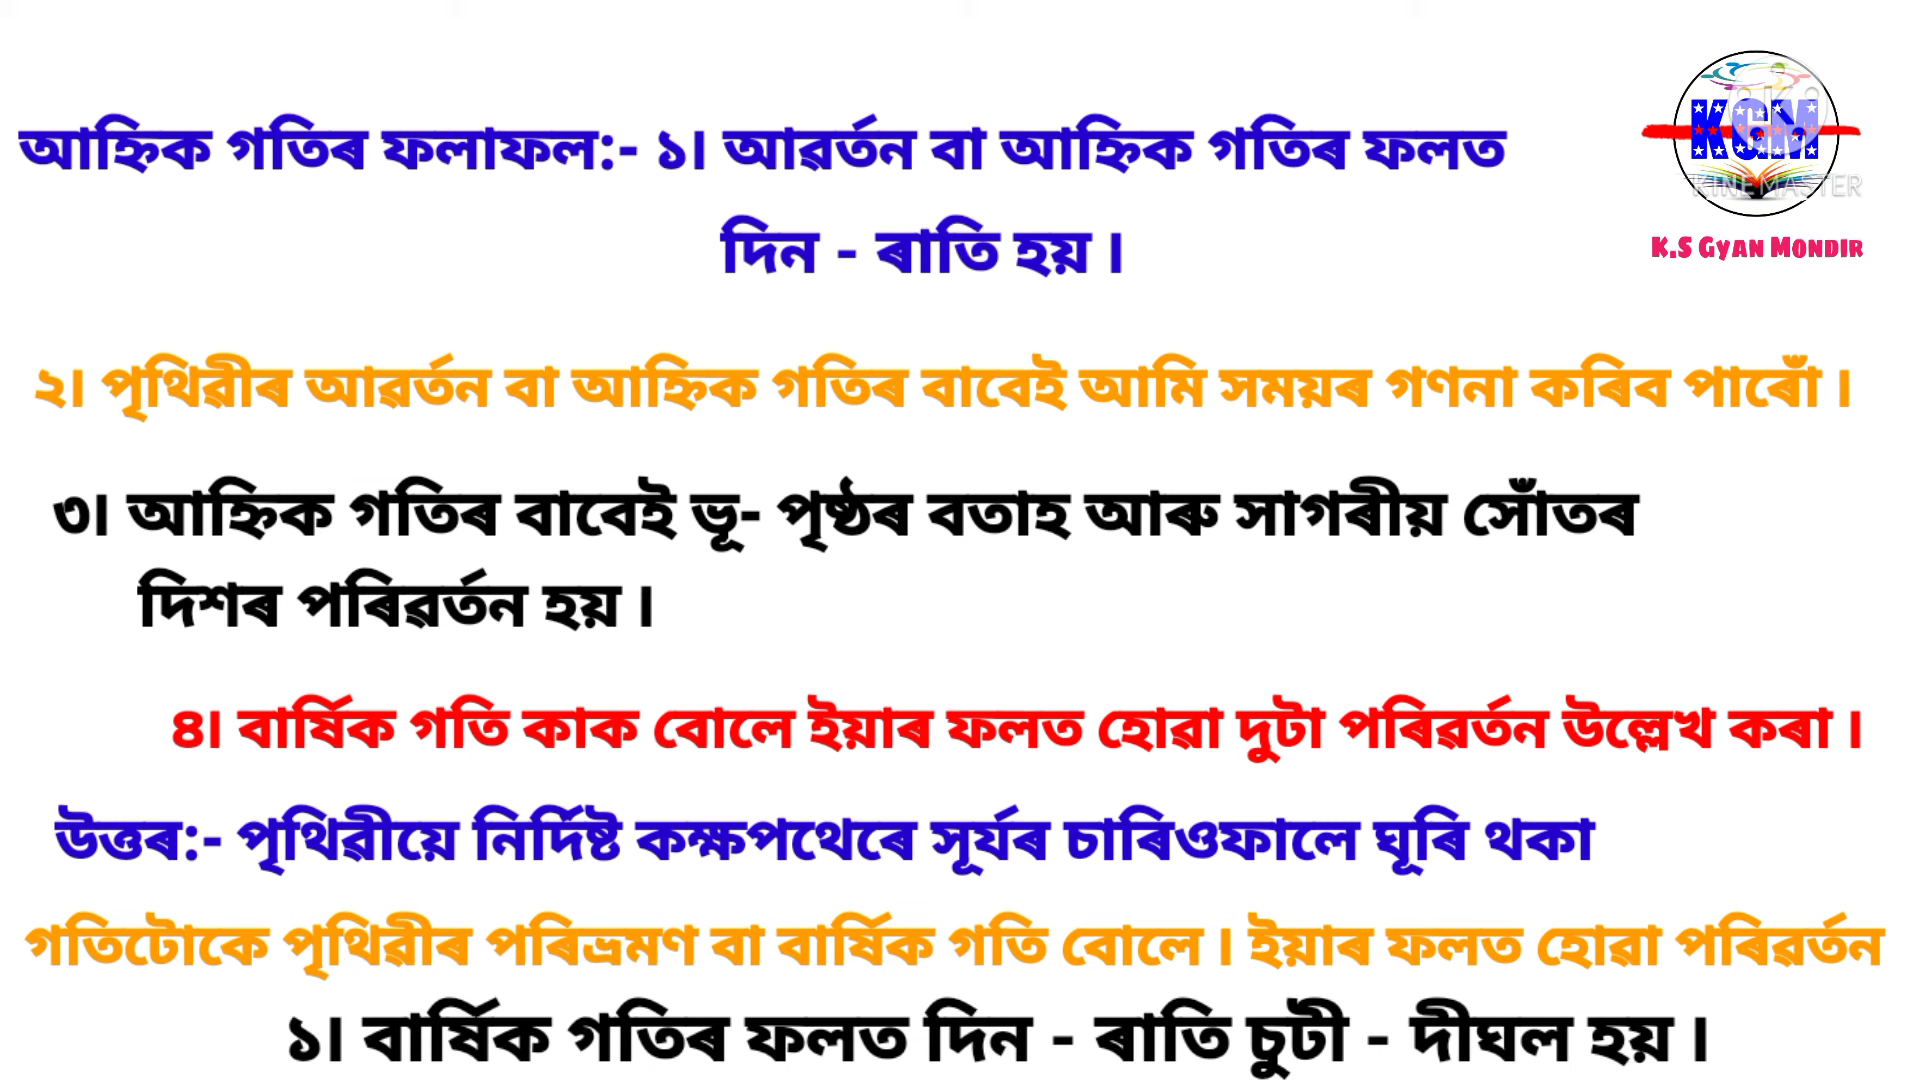 আহ্নিক গতিৰ ফলাফল:- ১। আৱৰ্তন বা আহ্নিক গতিৰ ফলত
দিন - ৰাতি হয় ।
KGM
KINEMASTER
K.S GYAN MONDIR
২। পৃথিৱীৰ আৱৰ্তন বা আহ্নিক গতিৰ বাবেই আমি সময়ৰ গণনা কৰিব পাৰোঁ ।
৩। আহ্নিক গতিৰ বাবেই ভূ- পৃষ্ঠৰ বতাহ আৰু সাগৰীয় সোঁতৰ
দিশৰ পৰিৱৰ্তন হয় ।
৪। বাৰ্ষিক গতি কাক বোলে ইয়াৰ ফলত হোৱা দুটা পৰিৱৰ্তন উল্লেখ কৰা ।
উত্তৰ:- পৃথিৱীয়ে নিৰ্দিষ্ট কক্ষপথেৰে সূৰ্যৰ চাৰিওফালে ঘূৰি থকা
গতিটোকে পৃথিৱীৰ পৰিভ্ৰমণ বা বাৰ্ষিক গতি বোলে । ইয়াৰ ফলত হোৱা পৰিৱৰ্তন
১। বাৰ্ষিক গতিৰ ফলত দিন - ৰাতি চুটী - দীঘল হয় ।